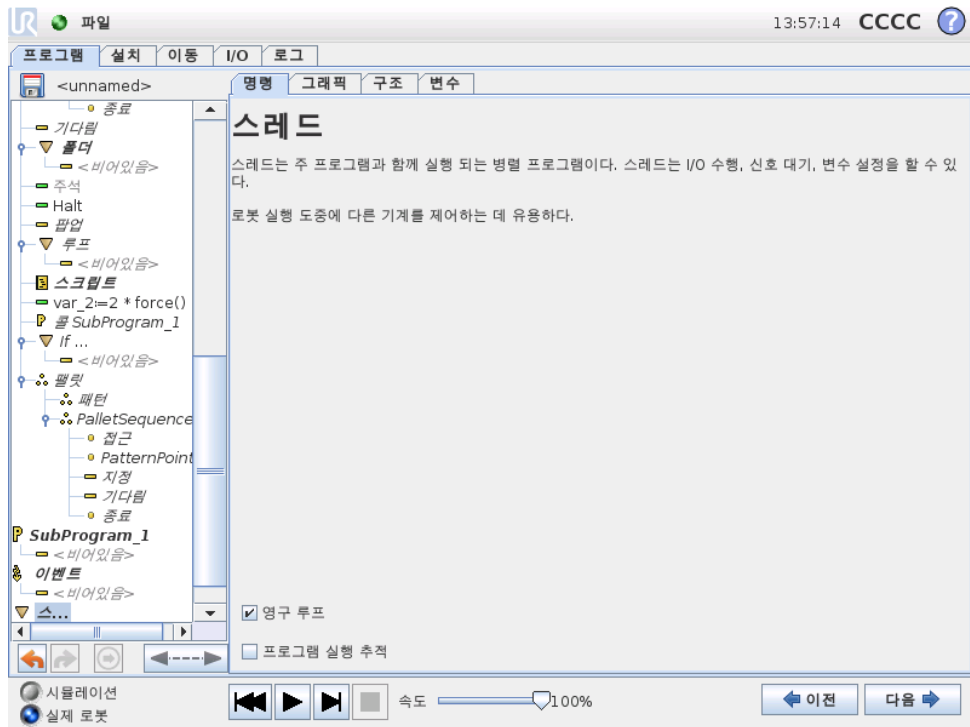 파일
13:57:14 CCCC ?
프로그램 설치 이동 I/O 로그
<unnamed>
명령 그래픽 구조 변수
종료
기다림
폴더
<비어있음>
주석
Halt
팝업
루프
<비어있음>
스크립트
var_2:=2 * force()
콜 SubProgram_1
If ...
<비어있음>
팰릿
패턴
PalletSequence
접근
PatternPoint
지정
기다림
종료
SubProgram_1
<비어있음>
이벤트
<비어있음>
스...
스레드
스레드는 주 프로그램과 함께 실행 되는 병렬 프로그램이다. 스레드는 I/O 수행, 신호 대기, 변수 설정을 할 수 있
다.
로봇 실행 도중에 다른 기계를 제어하는 데 유용하다.
영구 루프
프로그램 실행 추적
시뮬레이션
실제 로봇
속도 100%
이전 다음